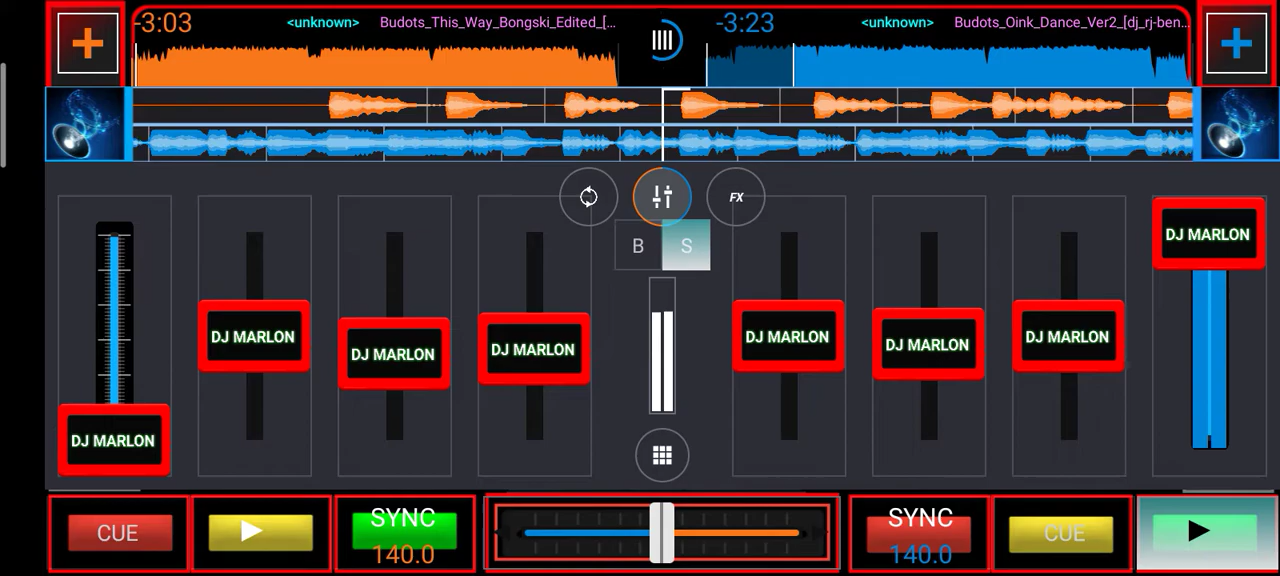 -3:03 <unknown> Budots_This_Way_Bongski_Edited_[...
-3:23 <unknown> Budots_Oink_Dance_Ver2_[dj_rj-ben...
FX
B S
DJ MARLON
DJ MARLON
DJ MARLON
DJ MARLON
DJ MARLON
DJ MARLON
DJ MARLON
DJ MARLON
CUE
SYNC
140.0
SYNC
140.0
CUE